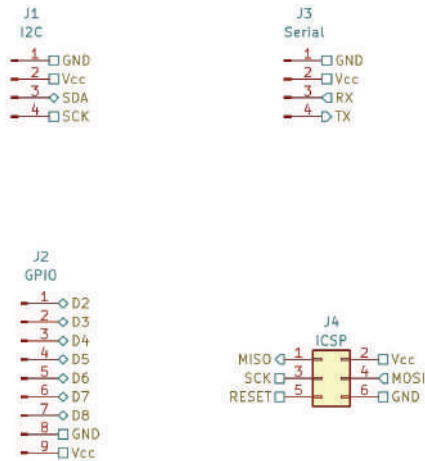 J1
I2C
1 GND
2 Vcc
3 SDA
4 SCK
J3
Serial
1 GND
2 Vcc
3 RX
4 TX
J2
GPIO
1 D2
2 D3
3 D4
4 D5
5 D6
6 D7
7 D8
8 GND
9 Vcc
J4
ICSP
MISO 1 2 Vcc
SCK 3 4 MOSI
RESET 5 6 GND